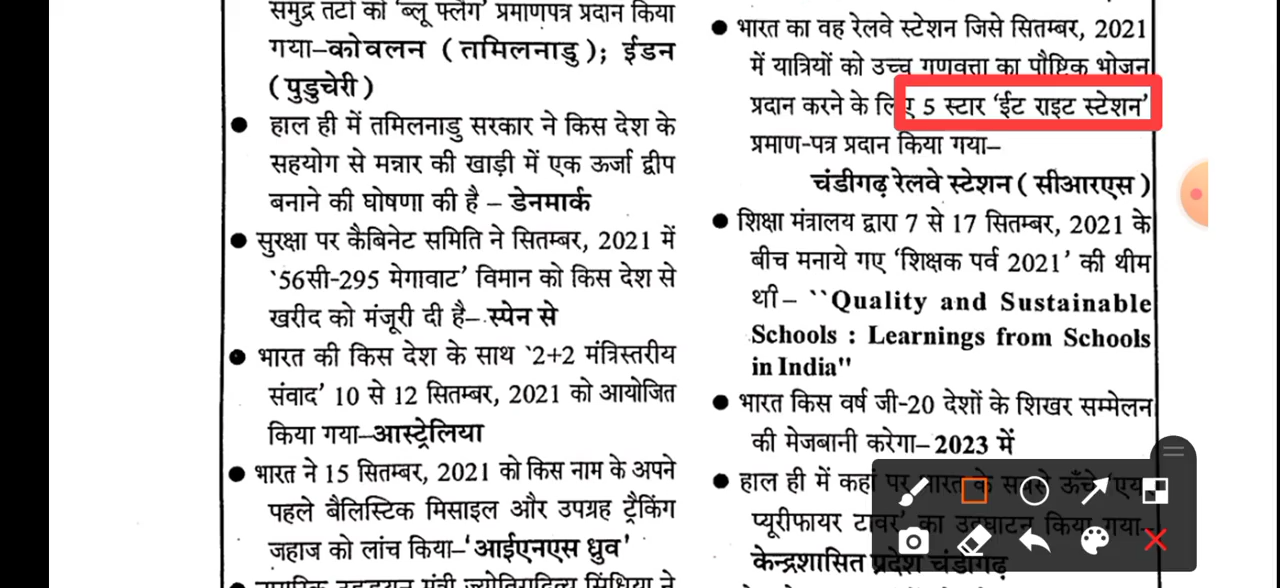 समुद्र तटों को 'ब्लू फ्लैग' प्रमाणपत्र प्रदान किया
गया–कोवलन (तमिलनाडु); ईडन
(पुडुचेरी)
● हाल ही में तमिलनाडु सरकार ने किस देश के
सहयोग से मन्नार की खाड़ी में एक ऊर्जा द्वीप
बनाने की घोषणा की है – डेनमार्क
● सुरक्षा पर कैबिनेट समिति ने सितम्बर, 2021 में
'56सी-295 मेगावाट' विमान को किस देश से
खरीद को मंजूरी दी है– स्पेन से
● भारत की किस देश के साथ '2+2 मंत्रिस्तरीय
संवाद' 10 से 12 सितम्बर, 2021 को आयोजित
किया गया–आस्ट्रेलिया
● भारत ने 15 सितम्बर, 2021 को किस नाम के अपने
पहले बैलिस्टिक मिसाइल और उपग्रह ट्रैकिंग
जहाज को लांच किया–'आईएनएस ध्रुव'
नागरिक उड्डयन मंत्री ज्योतिरादित्य सिंधिया ने
● भारत का वह रेलवे स्टेशन जिसे सितम्बर, 2021
में यात्रियों को उच्च गुणवत्ता का पौष्टिक भोजन
प्रदान करने के लिए 5 स्टार 'ईट राइट स्टेशन'
प्रमाण-पत्र प्रदान किया गया–
चंडीगढ़ रेलवे स्टेशन (सीआरएस)
● शिक्षा मंत्रालय द्वारा 7 से 17 सितम्बर, 2021 के
बीच मनाये गए 'शिक्षक पर्व 2021' की थीम
थी– ``Quality and Sustainable
Schools : Learnings from Schools
in India"
● भारत किस वर्ष जी-20 देशों के शिखर सम्मेलन
की मेजबानी करेगा– 2023 में
● हाल ही में कहां पर भारत के सबसे ऊँचे 'एयर
प्यूरीफायर टावर' का उद्घाटन किया गया–
केन्द्रशासित प्रदेश चंडीगढ़